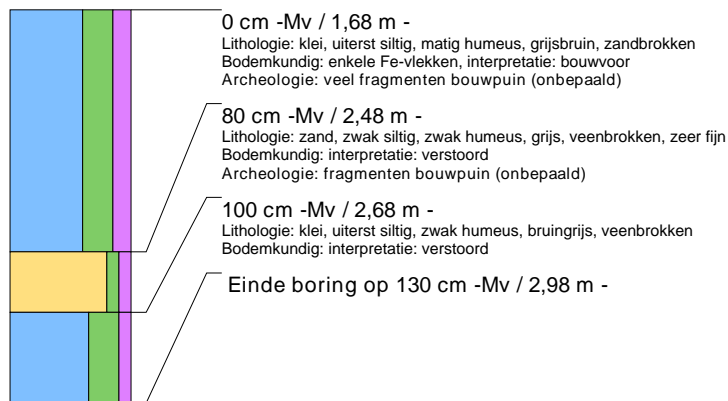 0 cm -Mv / 1,68 m -
Lithologie: klei, uiterst siltig, matig humeus, grijsbruin, zandbrokken
Bodemkundig: enkele Fe-vlekken, interpretatie: bouwvoor
Archeologie: veel fragmenten bouwpuin (onbepaald)
80 cm -Mv / 2,48 m -
Lithologie: zand, zwak siltig, zwak humeus, grijs, veenbrokken, zeer fijn
Bodemkundig: interpretatie: verstoord
Archeologie: fragmenten bouwpuin (onbepaald)
100 cm -Mv / 2,68 m -
Lithologie: klei, uiterst siltig, zwak humeus, bruingrijs, veenbrokken
Bodemkundig: interpretatie: verstoord
Einde boring op 130 cm -Mv / 2,98 m -